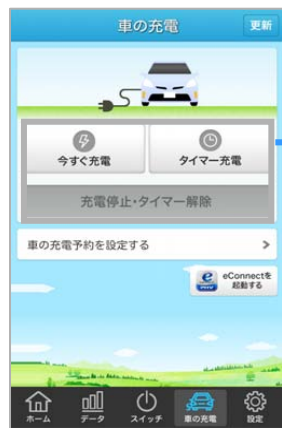 車の充電
更新
今すぐ充電
タイマー充電
充電停止・タイマー解除
車の充電予約を設定する
eConnectを
起動する
ホーム
データ
スイッチ
車の充電
設定